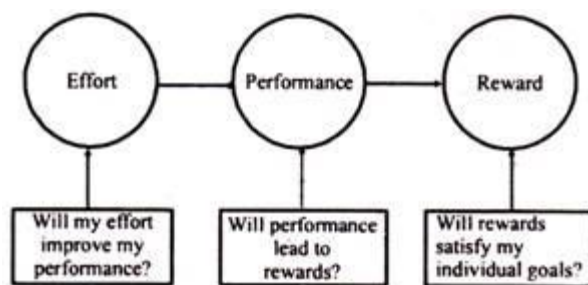 Effort
Performance
Reward
Will my effort
improve my
performance?
Will performance
lead to
rewards?
Will rewards
satisfy my
individual goals?